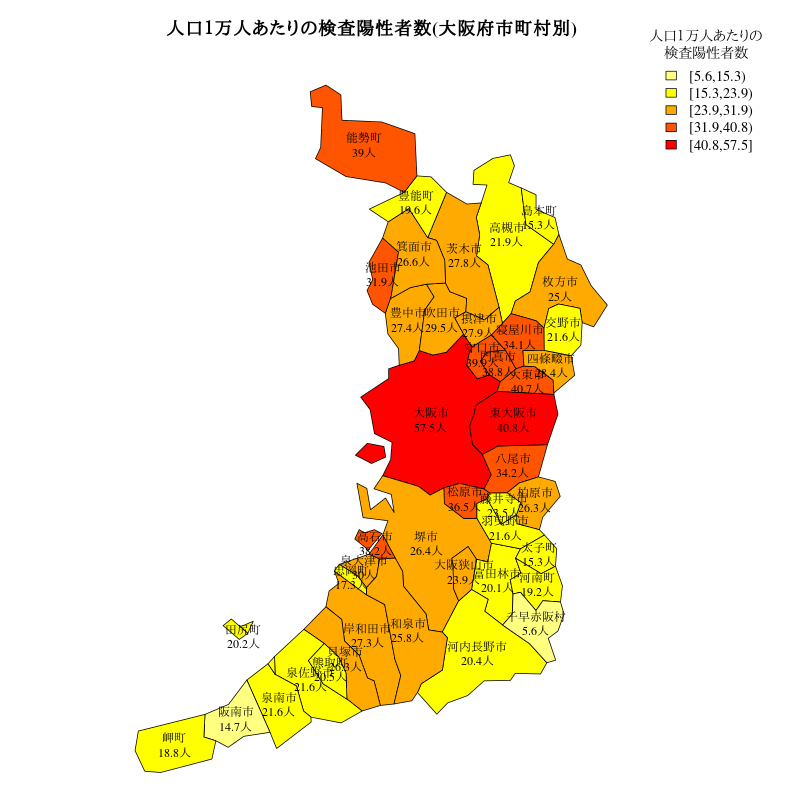 人口1万人あたりの検査陽性者数(大阪府市町村別)
人口1万人あたりの
検査陽性者数
[5.6,15.3)
[15.3,23.9)
[23.9,31.9)
[31.9,40.8)
[40.8,57.5]
能勢町
39人
豊能町
19.6人
島本町
15.3人
高槻市
21.9人
箕面市
26.6人
茨木市
27.8人
池田市
31.9人
枚方市
25人
豊中市
27.4人
吹田市
29.5人
摂津市
27.9人
交野市
21.6人
寝屋川市
34.1人
守口市
39.9人
門真市
38.8人
四條畷市
28.4人
大東市
40.7人
大阪市
57.5人
東大阪市
40.8人
八尾市
34.2人
松原市
36.5人
藤井寺市
23.5人
柏原市
26.3人
羽曳野市
21.6人
高石市
38.2人
堺市
26.4人
太子町
15.3人
泉大津市
30人
忠岡町
17.3人
大阪狭山市
23.9人
富田林市
20.1人
河南町
19.2人
千早赤阪村
5.6人
田尻町
20.2人
岸和田市
27.3人
和泉市
25.8人
貝塚市
26.3人
河内長野市
20.4人
熊取町
20.5人
泉佐野市
21.6人
泉南市
21.6人
阪南市
14.7人
岬町
18.8人